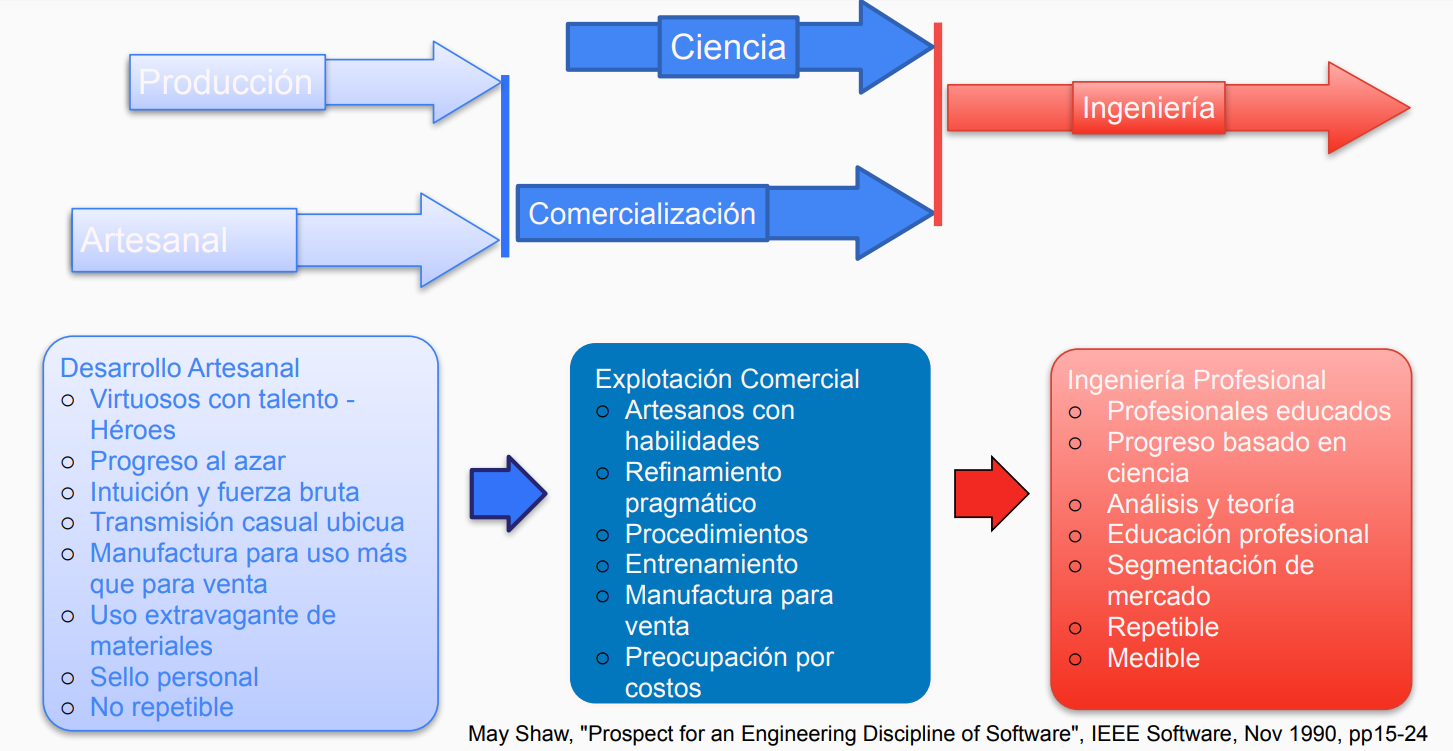 Producción
Ciencia
Ingeniería
Artesanal
Comercialización
Desarrollo Artesanal
○ Virtuosos con talento -
Héroes
○ Progreso al azar
○ Intuición y fuerza bruta
○ Transmisión casual ubicua
○ Manufactura para uso más
que para venta
○ Uso extravagante de
materiales
○ Sello personal
○ No repetible
Explotación Comercial
○ Artesanos con
habilidades
○ Refinamiento
pragmático
○ Procedimientos
○ Entrenamiento
○ Manufactura para
venta
○ Preocupación por
costos
Ingeniería Profesional
○ Profesionales educados
○ Progreso basado en
ciencia
○ Análisis y teoría
○ Educación profesional
○ Segmentación de
mercado
○ Repetible
○ Medible
May Shaw, "Prospect for an Engineering Discipline of Software", IEEE Software, Nov 1990, pp15-24